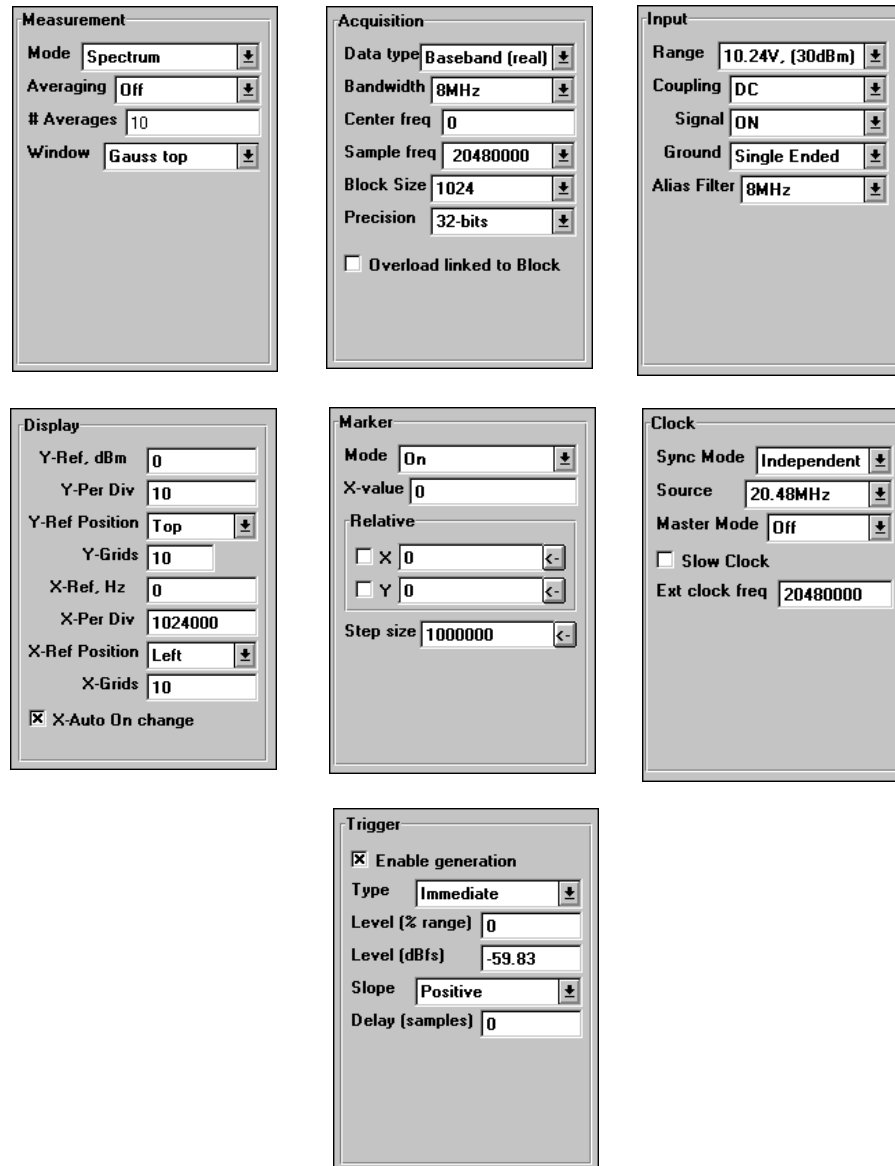 Measurement
Mode Spectrum
Averaging Off
# Averages 10
Window Gauss top
Acquisition
Data type Baseband (real)
Bandwidth 8MHz
Center freq 0
Sample freq 20480000
Block Size 1024
Precision 32-bits
Overload linked to Block
Input
Range 10.24V, (30dBm)
Coupling DC
Signal ON
Ground Single Ended
Alias Filter 8MHz
Display
Y-Ref, dBm 0
Y-Per Div 10
Y-Ref Position Top
Y-Grids 10
X-Ref, Hz 0
X-Per Div 1024000
X-Ref Position Left
X-Grids 10
X-Auto On change
Marker
Mode On
X-value 0
Relative
X 0 <-
Y 0 <-
Step size 1000000 <-
Clock
Sync Mode Independent
Source 20.48MHz
Master Mode Off
Slow Clock
Ext clock freq 20480000
Trigger
Enable generation
Type Immediate
Level (% range) 0
Level (dBfs) -59.83
Slope Positive
Delay (samples) 0